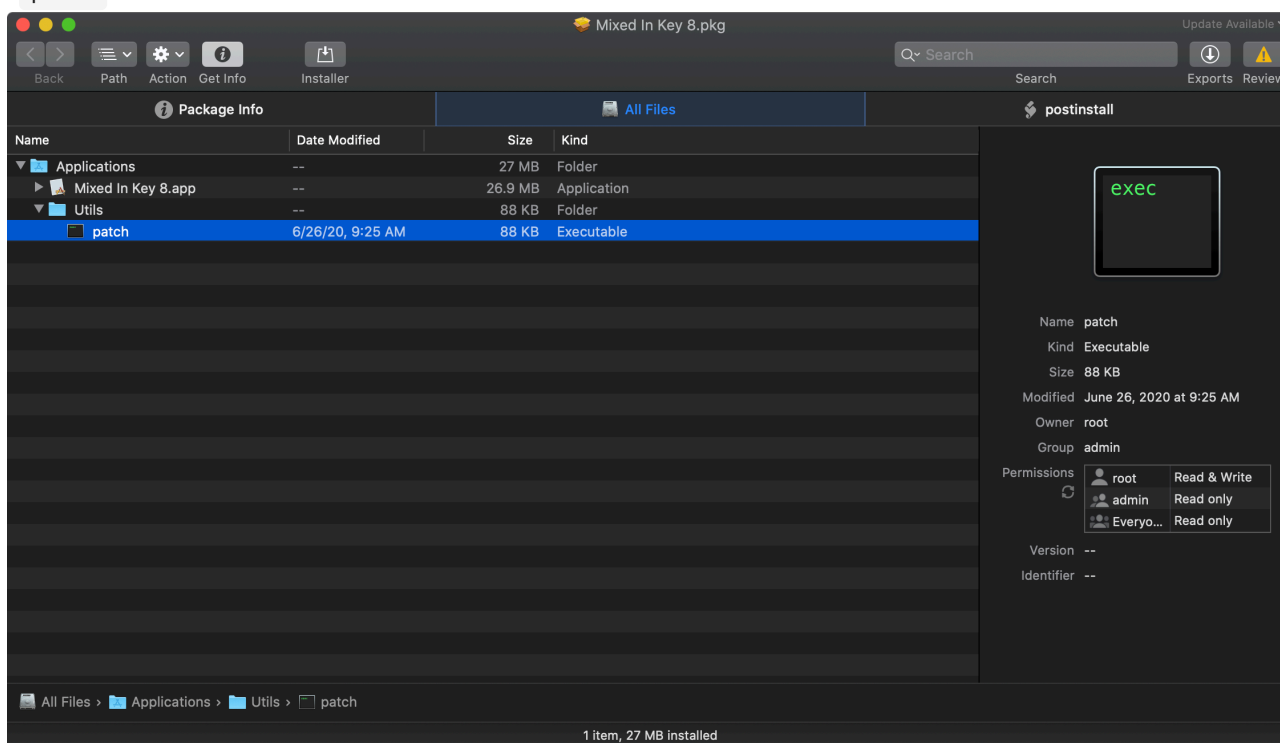 Mixed In Key 8.pkg
Update Available
Search
Back Path Action Get Info Installer Search Exports Review
Package Info All Files postinstall
Name Date Modified Size Kind
Applications -- 27 MB Folder
Mixed In Key 8.app -- 26.9 MB Application
Utils -- 88 KB Folder
patch 6/26/20, 9:25 AM 88 KB Executable
exec
Name patch
Kind Executable
Size 88 KB
Modified June 26, 2020 at 9:25 AM
Owner root
Group admin
Permissions root Read & Write
admin Read only
Everyo... Read only
Version --
Identifier --
All Files › Applications › Utils › patch
1 item, 27 MB installed